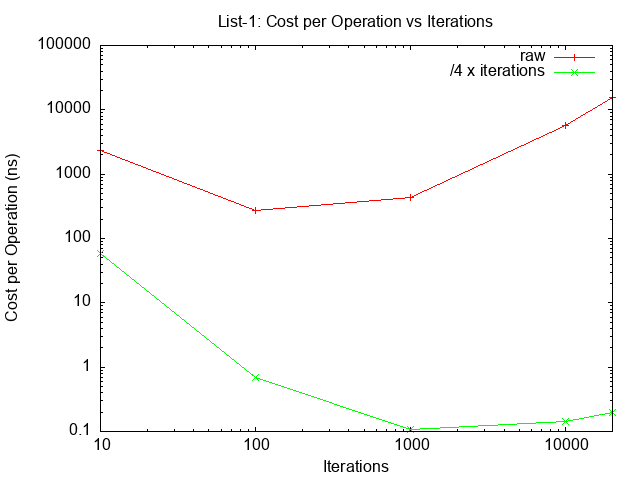 List-1: Cost per Operation vs Iterations
raw
/4 x iterations
Cost per Operation (ns)
100000
10000
1000
100
10
1
0.1
10 100 1000 10000
Iterations